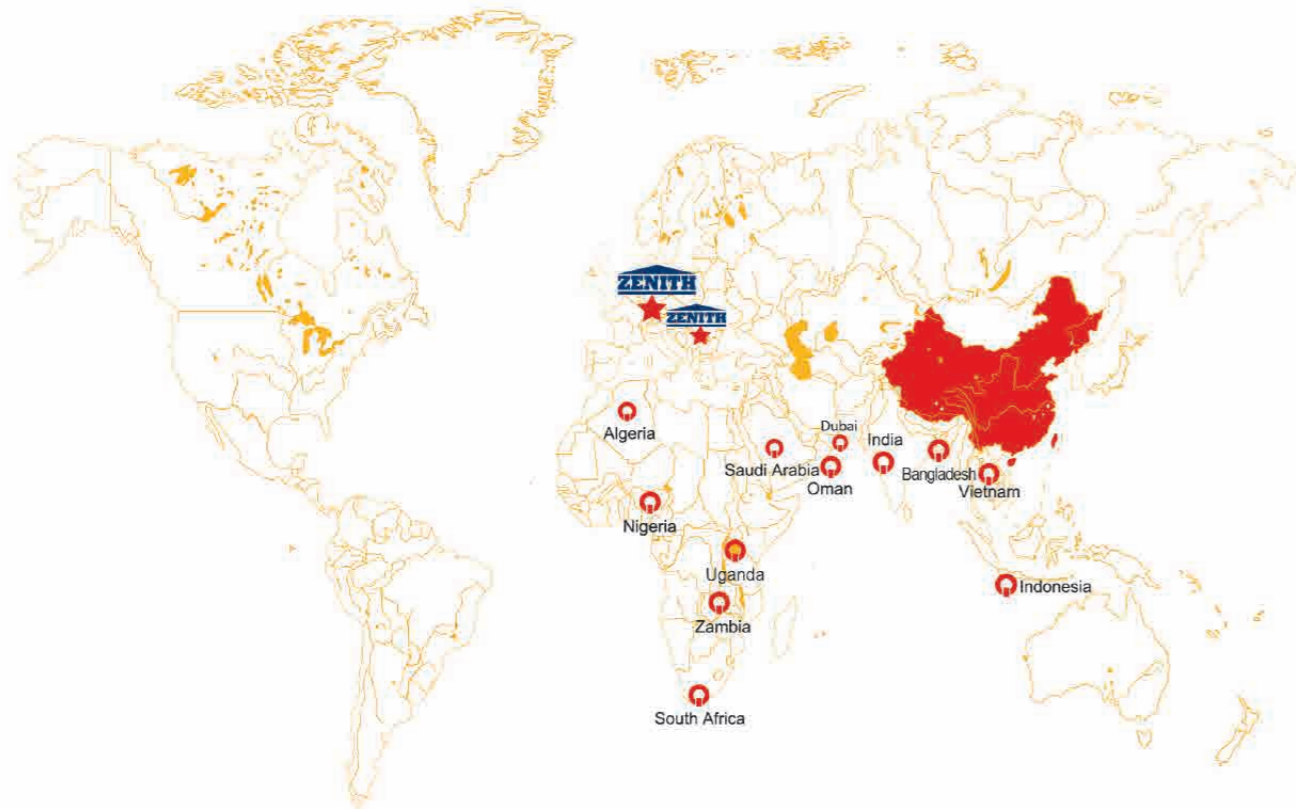 ZENITH
ZENITH
Algeria
Dubai
India
Saudi Arabia
Bangladesh
Oman
Vietnam
Nigeria
Uganda
Indonesia
Zambia
South Africa